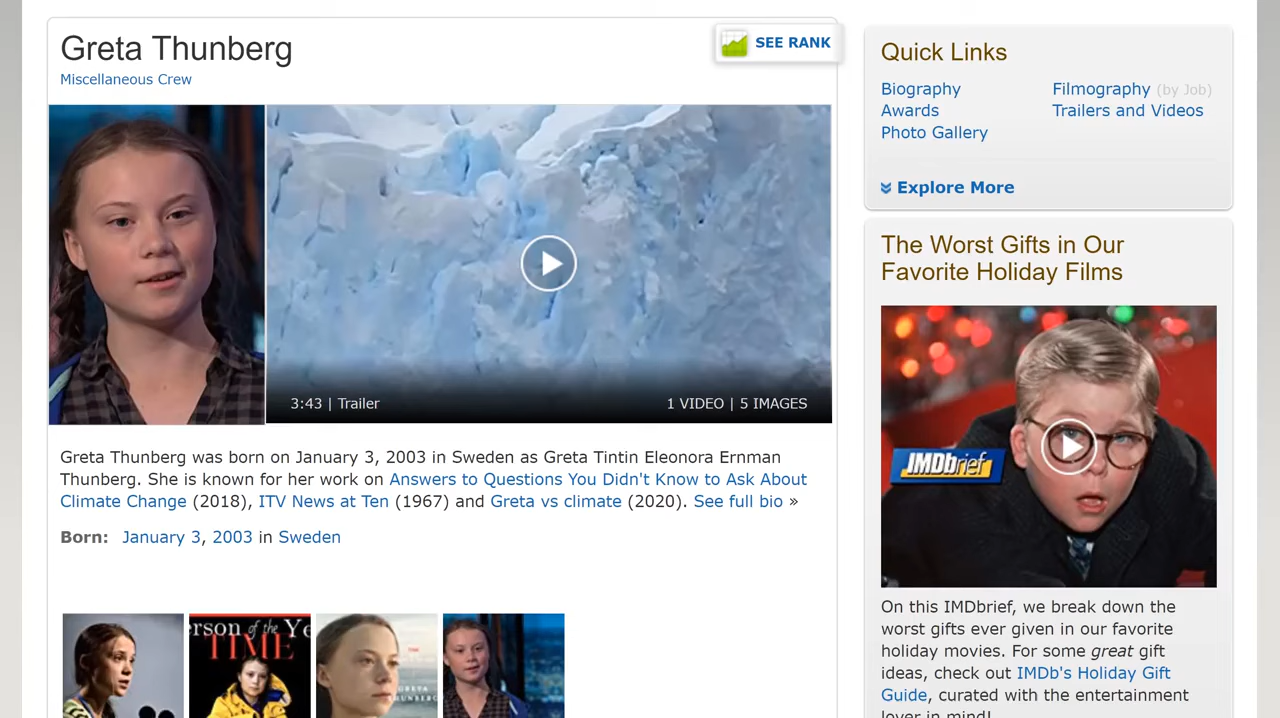 Greta Thunberg
Miscellaneous Crew
SEE RANK
3:43 | Trailer
1 VIDEO | 5 IMAGES
Greta Thunberg was born on January 3, 2003 in Sweden as Greta Tintin Eleonora Ernman
Thunberg. She is known for her work on Answers to Questions You Didn't Know to Ask About
Climate Change (2018), ITV News at Ten (1967) and Greta vs climate (2020). See full bio »
Born: January 3, 2003 in Sweden
erson of the Ye
TIME
GRETA
THUNBERG
Quick Links
Biography
Filmography (by Job)
Awards
Trailers and Videos
Photo Gallery
Explore More
The Worst Gifts in Our
Favorite Holiday Films
IMDbrief
On this IMDbrief, we break down the
worst gifts ever given in our favorite
holiday movies. For some great gift
ideas, check out IMDb's Holiday Gift
Guide, curated with the entertainment
lover in mind!